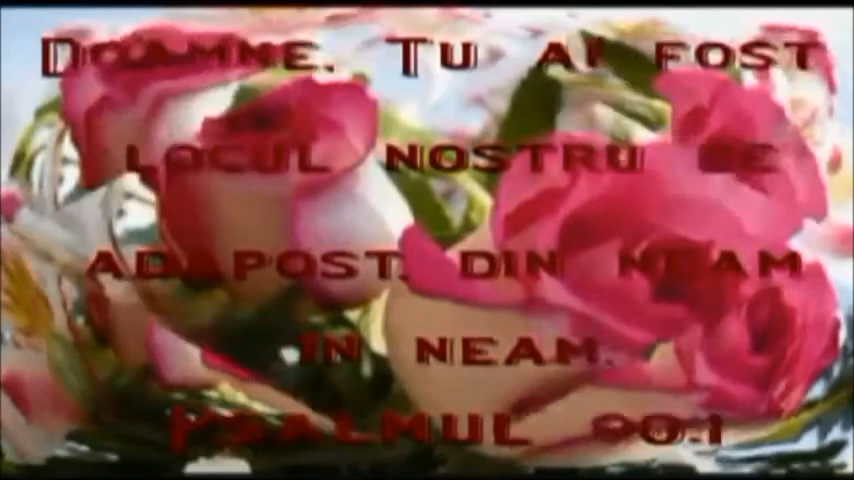 Doamne, Tu ai fost
locul nostru de
adapost, din neam
in neam.
Psalmul 90:1